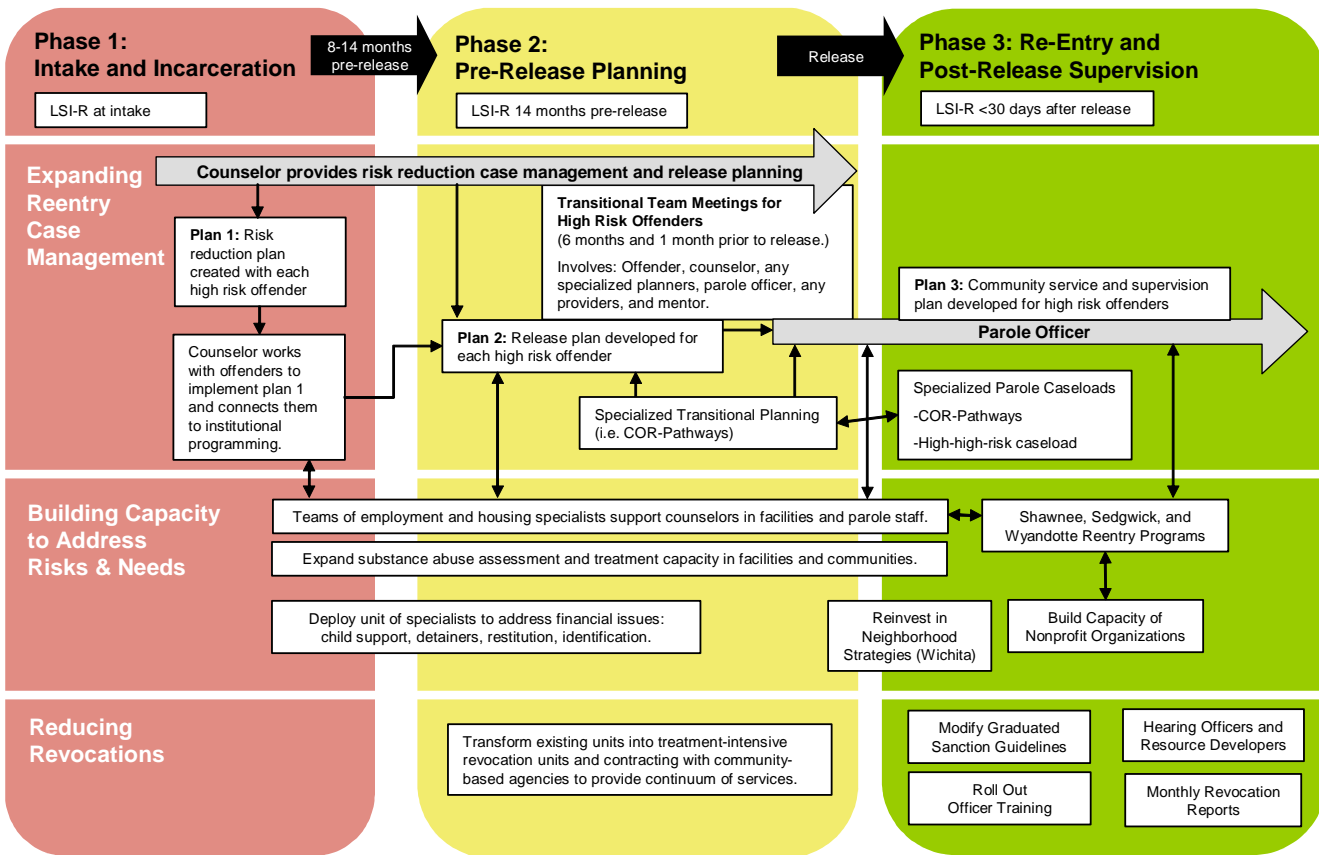 Phase 1:
Intake and Incarceration
8-14 months
pre-release
Phase 2:
Pre-Release Planning
Release
Phase 3: Re-Entry and
Post-Release Supervision
LSI-R at intake
LSI-R 14 months pre-release
LSI-R <30 days after release
Expanding
Reentry
Case
Management
Counselor provides risk reduction case management and release planning
Plan 1: Risk
reduction plan
created with each
high risk offender
Counselor works
with offenders to
implement plan 1
and connects them
to institutional
programming.
Transitional Team Meetings for
High Risk Offenders
(6 months and 1 month prior to release.)
Involves: Offender, counselor, any
specialized planners, parole officer, any
providers, and mentor.
Plan 2: Release plan developed for
each high risk offender
Specialized Transitional Planning
(i.e. COR-Pathways)
Plan 3: Community service and supervision
plan developed for high risk offenders
Parole Officer
Specialized Parole Caseloads
-COR-Pathways
-High-high-risk caseload
Building Capacity
to Address
Risks & Needs
Teams of employment and housing specialists support counselors in facilities and parole staff.
Expand substance abuse assessment and treatment capacity in facilities and communities.
Deploy unit of specialists to address financial issues:
child support, detainers, restitution, identification.
Reinvest in
Neighborhood
Strategies (Wichita)
Shawnee, Sedgwick, and
Wyandotte Reentry Programs
Build Capacity of
Nonprofit Organizations
Reducing
Revocations
Transform existing units into treatment-intensive
revocation units and contracting with community-
based agencies to provide continuum of services.
Modify Graduated
Sanction Guidelines
Hearing Officers and
Resource Developers
Roll Out
Officer Training
Monthly Revocation
Reports